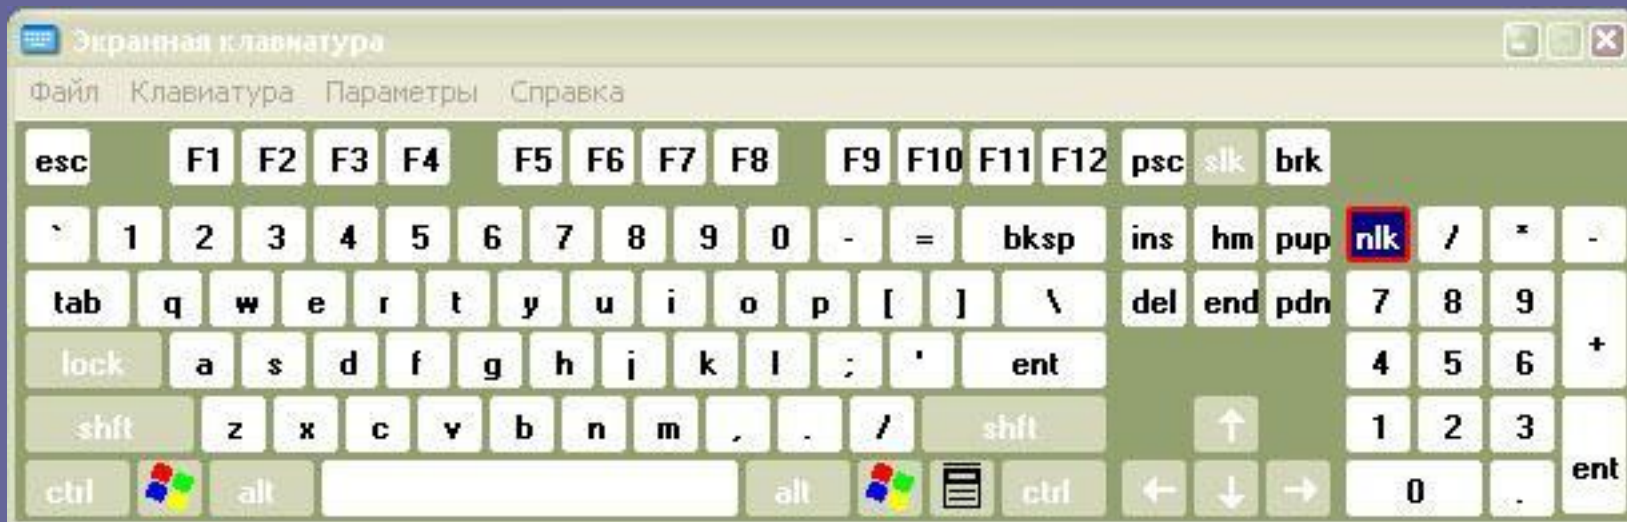 Экранная клавиатура
Файл Клавиатура Параметры Справка
esc F1 F2 F3 F4 F5 F6 F7 F8 F9 F10 F11 F12 psc slk brk
` 1 2 3 4 5 6 7 8 9 0 - = bksp ins hm pup nlk / * -
tab q w e r t y u i o p [ ] \ del end pdn 7 8 9 +
lock a s d f g h j k l ; ' ent 4 5 6
shft z x c v b n m , . / shft ↑ 1 2 3 ent
ctrl alt alt ctrl ← ↓ → 0 .